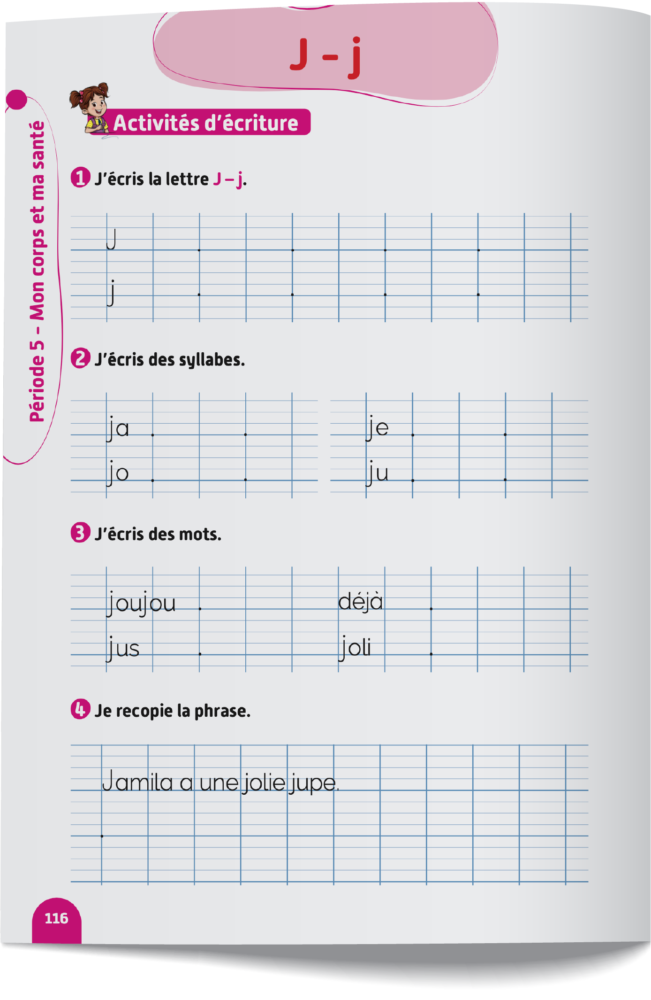 J – j
Activités d'écriture
Période 5 – Mon corps et ma santé
1 J'écris la lettre J – j.
J
j
2 J'écris des syllabes.
ja je
jo ju
3 J'écris des mots.
joujou déjà
jus joli
4 Je recopie la phrase.
Jamila a une jolie jupe.
116